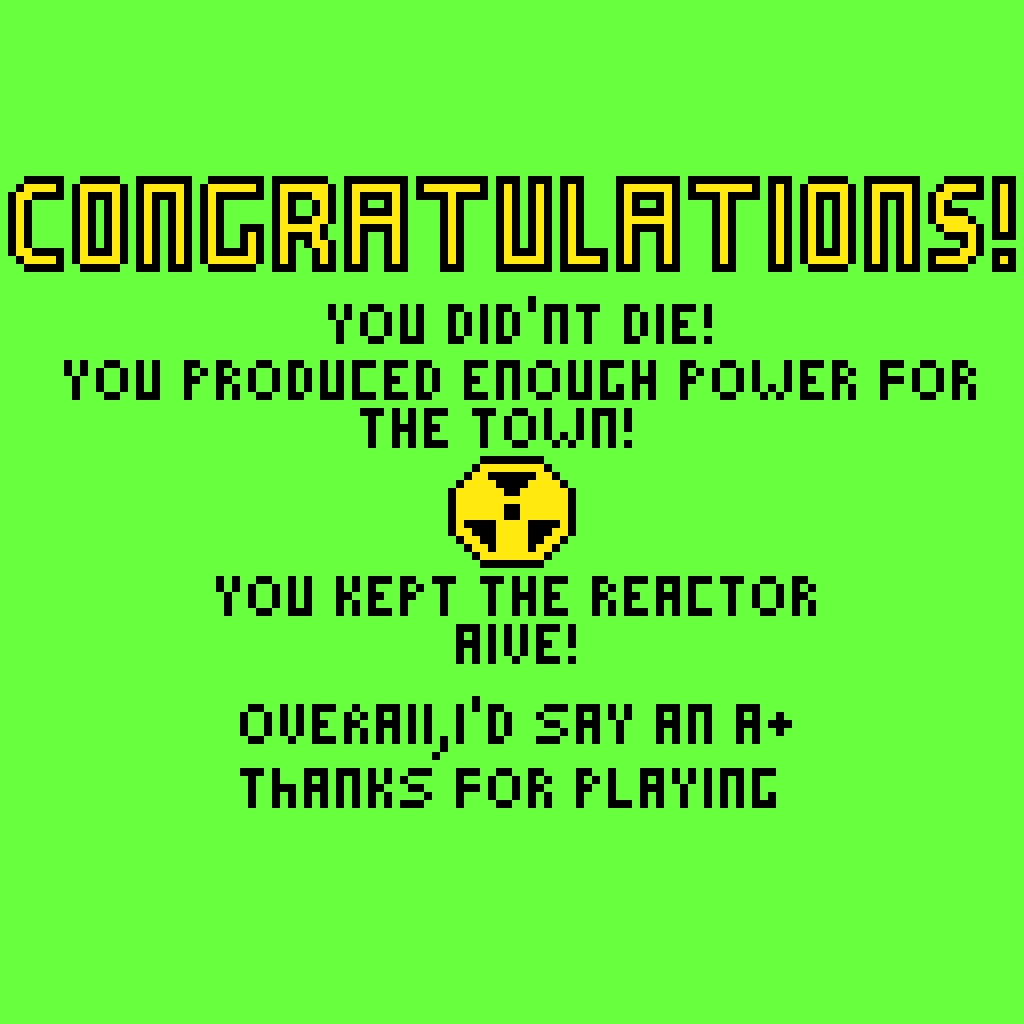 CONGRATULATIONS!
YOU DID'NT DIE!
YOU PRODUCED ENOUGH POWER FOR
THE TOWN!
YOU KEPT THE REACTOR
AIVE!
OVERAll,I'D SAY AN A+
ThANKS FOR PLAYING